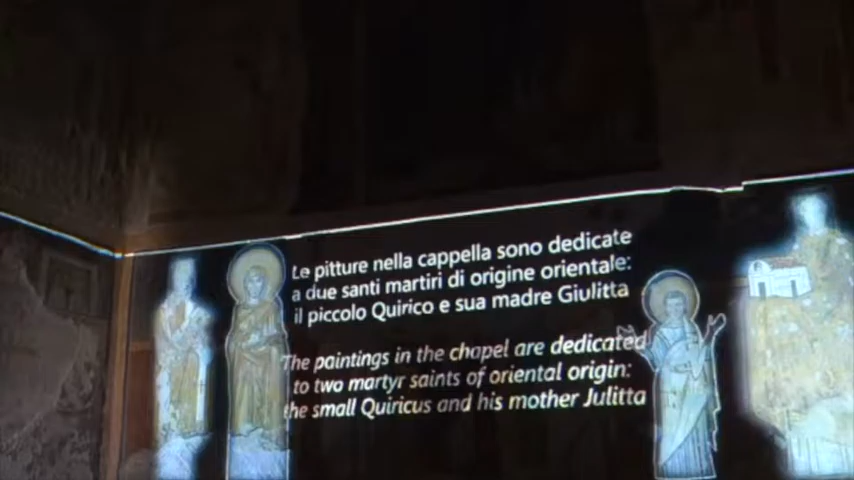 Le pitture nella cappella sono dedicate
a due santi martiri di origine orientale:
il piccolo Quirico e sua madre Giulitta
The paintings in the chapel are dedicated
to two martyr saints of oriental origin:
the small Quiricus and his mother Julitta